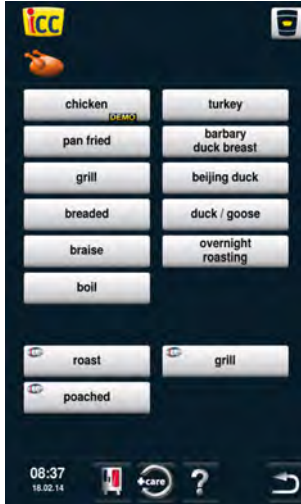 icc
chicken
DEMO
turkey
pan fried
barbary
duck breast
grill
beijing duck
breaded
duck / goose
braise
overnight
roasting
boil
roast
grill
poached
08:37
18.02.14
+care
?